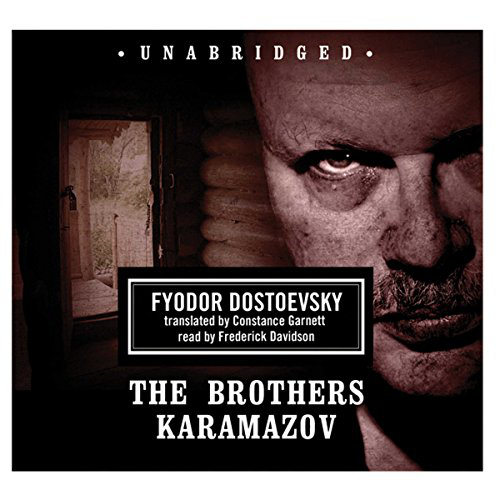 • UNABRIDGED •
FYODOR DOSTOEVSKY
translated by Constance Garnett
read by Frederick Davidson
THE BROTHERS
KARAMAZOV